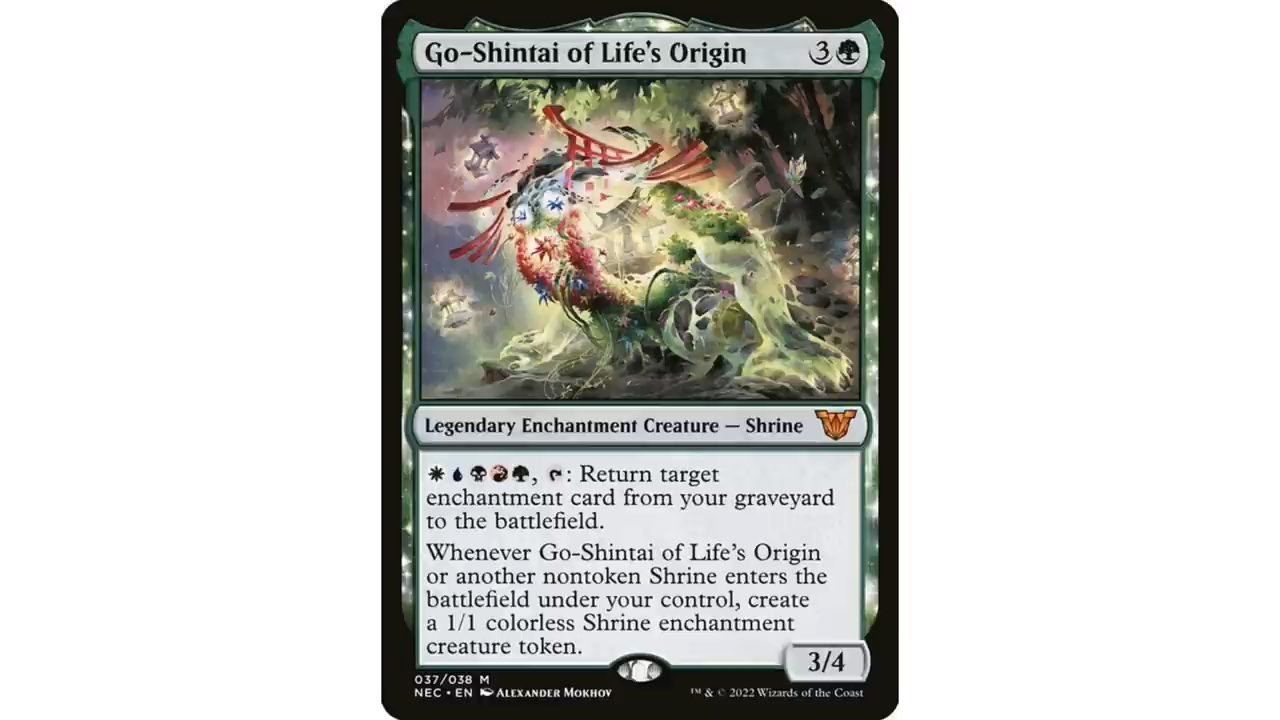 Go-Shintai of Life's Origin 3
Legendary Enchantment Creature — Shrine
, : Return target
enchantment card from your graveyard
to the battlefield.
Whenever Go-Shintai of Life's Origin
or another nontoken Shrine enters the
battlefield under your control, create
a 1/1 colorless Shrine enchantment
creature token.
3/4
037/038 M
NEC • EN ALEXANDER MOKHOV
™ & © 2022 Wizards of the Coast